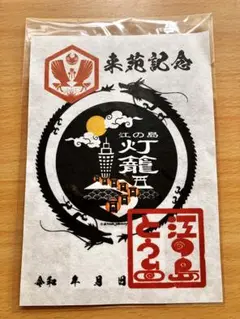 来苑記念
江の島
灯籠
令和 年 月 日
江の島
とうろう